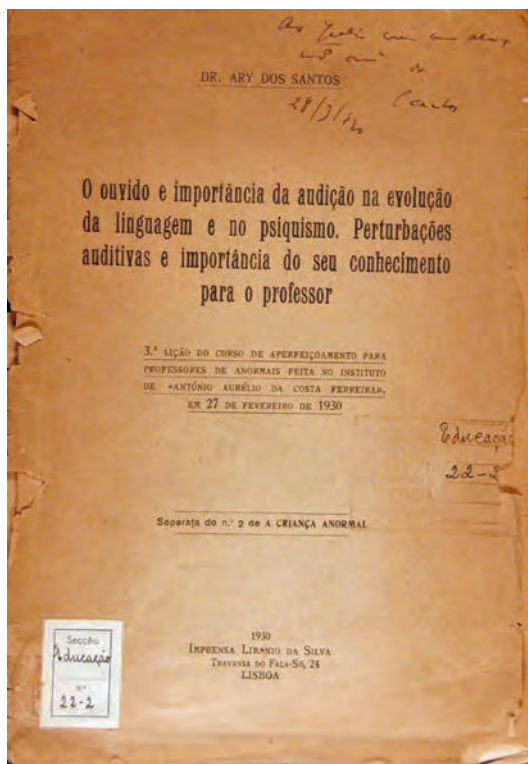 DR. ARY DOS SANTOS
O ouvido e importância da audição na evolução
da linguagem e no psiquismo. Perturbações
auditivas e importância do seu conhecimento
para o professor
3.ª LIÇÃO DO CURSO DE APERFEIÇOAMENTO PARA
PROFESSORES DE ANORMAIS FEITA NO INSTITUTO
DE «ANTÓNIO AURÉLIO DA COSTA FERREIRA»,
EM 27 DE FEVEREIRO DE 1930
Educação
22-2
Separata do n.º 2 de A CRIANÇA ANORMAL
1930
IMPRENSA LIBANIO DA SILVA
TRAVESSA DO FALA-SÓ, 24
LISBOA
Secção
Educação
N.º
22-2